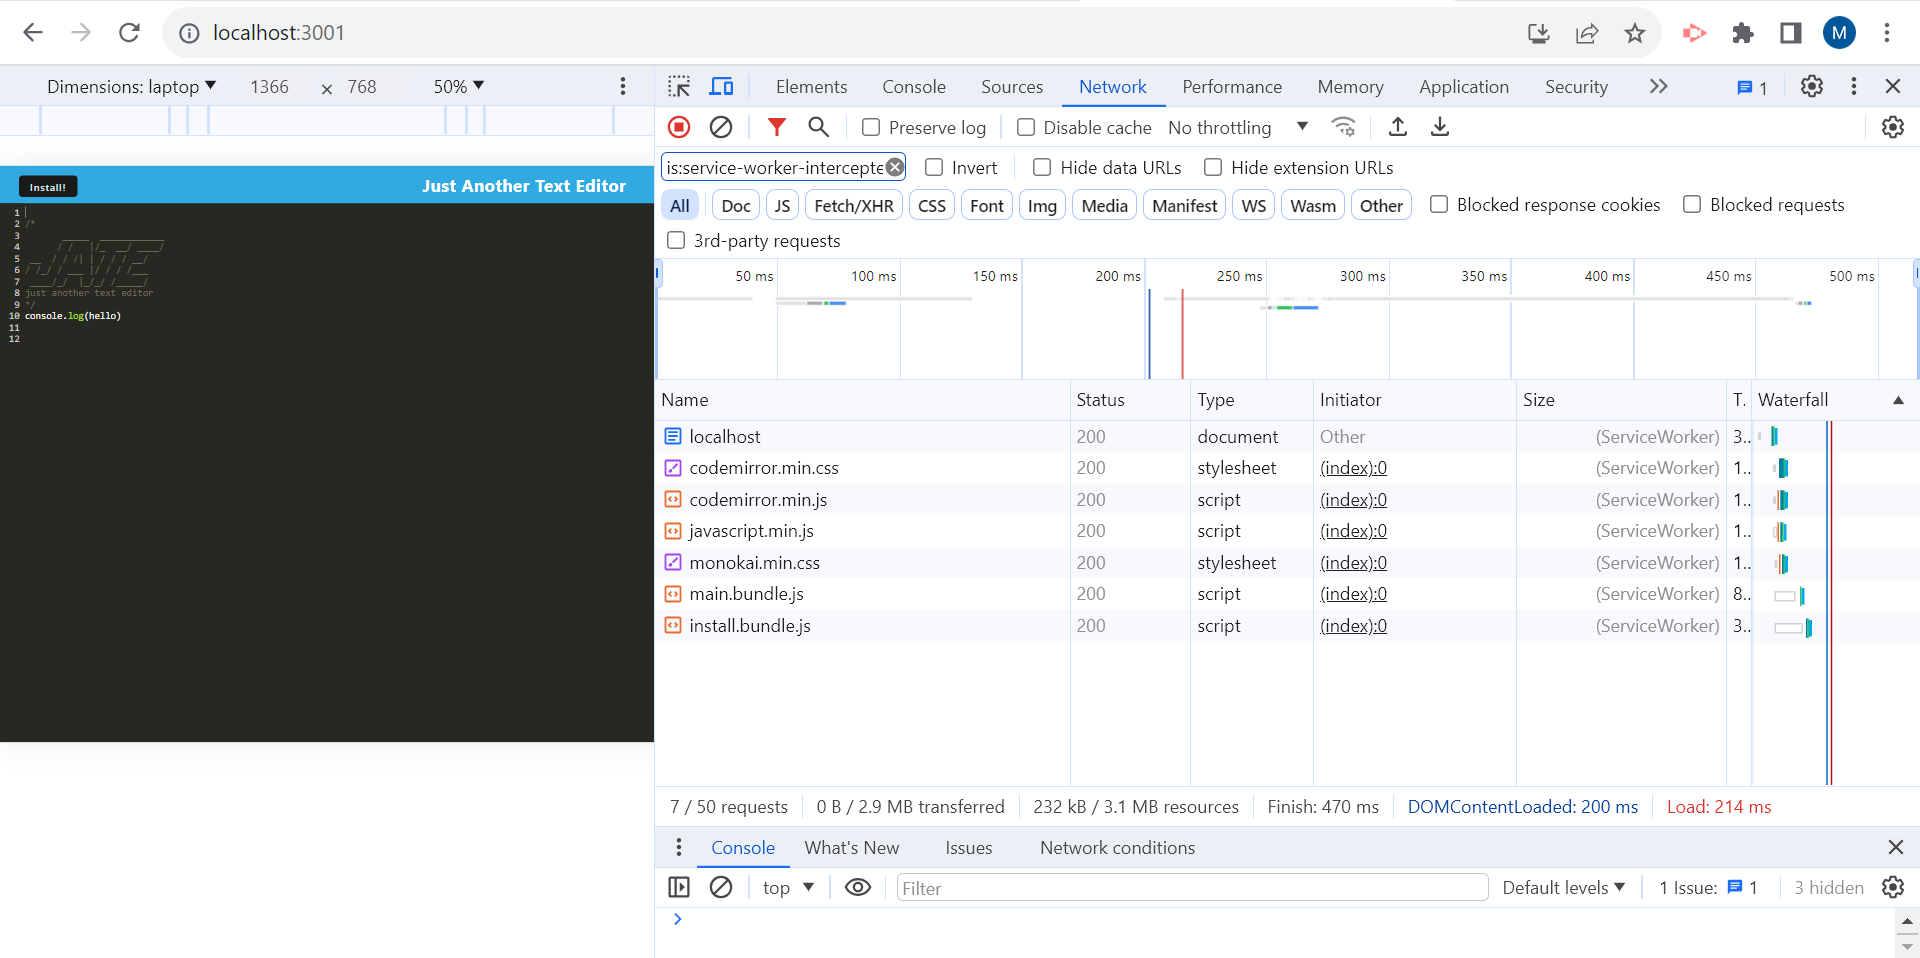 localhost:3001
M
Dimensions: laptop 1366 × 768 50%
Elements Console Sources Network Performance Memory Application Security 1
Preserve log Disable cache No throttling
is:service-worker-intercepte Invert Hide data URLs Hide extension URLs
All Doc JS Fetch/XHR CSS Font Img Media Manifest WS Wasm Other Blocked response cookies Blocked requests
3rd-party requests
Install! Just Another Text Editor
1
2 /*
3
4
5
6
7
8 just another text editor
9 */
10 console.log(hello)
11
12
50 ms 100 ms 150 ms 200 ms 250 ms 300 ms 350 ms 400 ms 450 ms 500 ms
Name Status Type Initiator Size T. Waterfall
localhost 200 document Other (ServiceWorker) 3..
codemirror.min.css 200 stylesheet (index):0 (ServiceWorker) 1..
codemirror.min.js 200 script (index):0 (ServiceWorker) 1..
javascript.min.js 200 script (index):0 (ServiceWorker) 1..
monokai.min.css 200 stylesheet (index):0 (ServiceWorker) 1..
main.bundle.js 200 script (index):0 (ServiceWorker) 8..
install.bundle.js 200 script (index):0 (ServiceWorker) 3..
7 / 50 requests 0 B / 2.9 MB transferred 232 kB / 3.1 MB resources Finish: 470 ms DOMContentLoaded: 200 ms Load: 214 ms
Console What's New Issues Network conditions
top Filter Default levels 1 Issue: 1 3 hidden